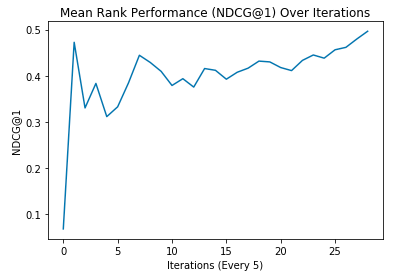 Mean Rank Performance (NDCG@1) Over Iterations
0.5
0.4
0.3
0.2
0.1
NDCG@1
0 5 10 15 20 25
Iterations (Every 5)